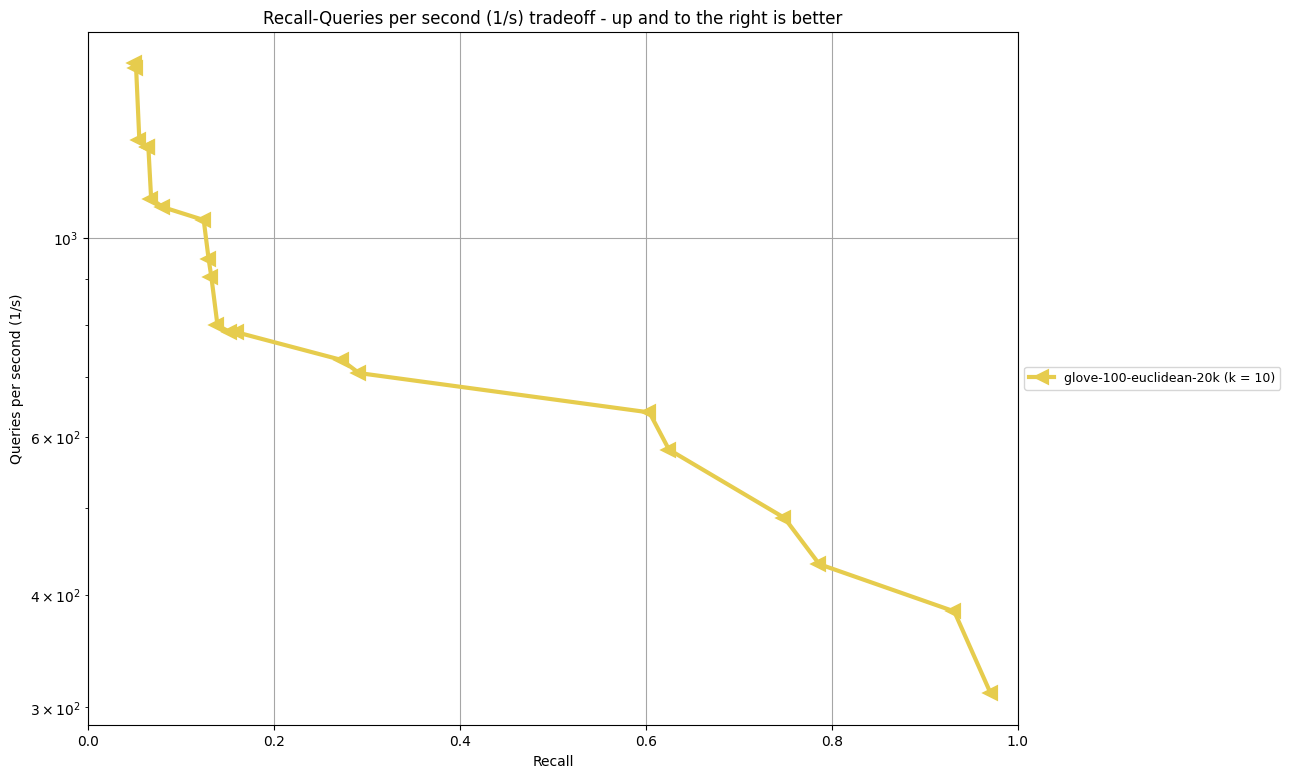 Recall-Queries per second (1/s) tradeoff - up and to the right is better
Queries per second (1/s)
10³
6 × 10²
4 × 10²
3 × 10²
0.0 0.2 0.4 0.6 0.8 1.0
Recall
glove-100-euclidean-20k (k = 10)